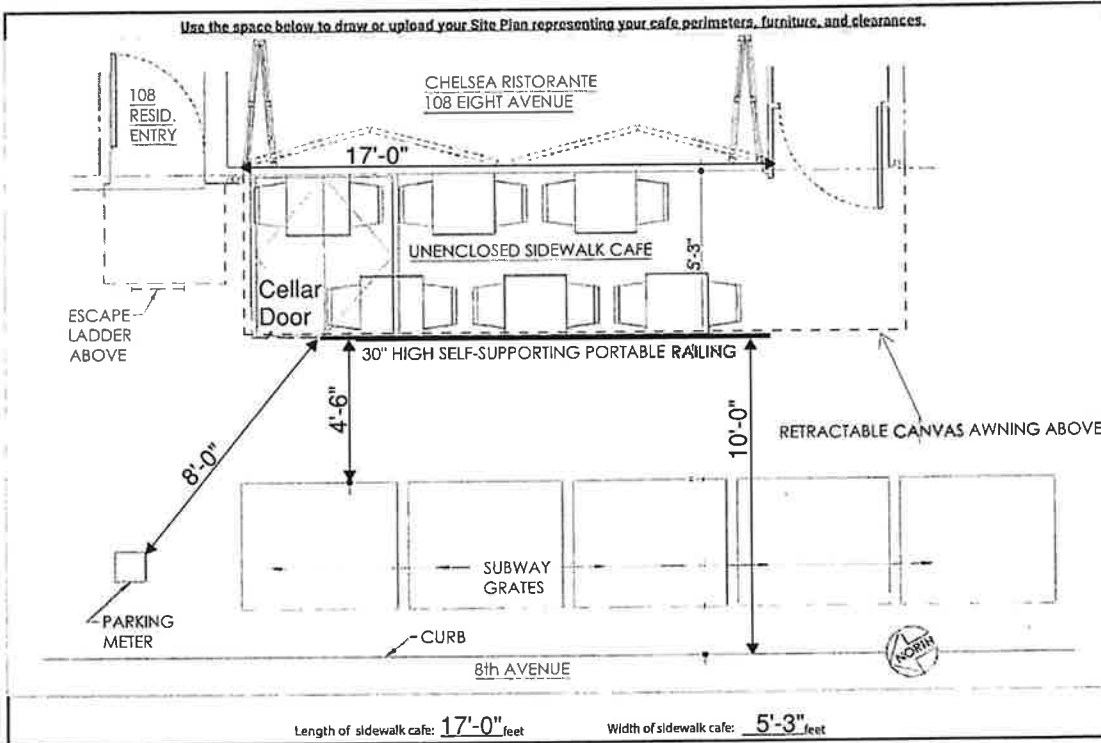 Use the space below to draw or upload your Site Plan representing your cafe perimeters, furniture, and clearances.
108
RESID.
ENTRY
CHELSEA RISTORANTE
108 EIGHT AVENUE
17'-0"
UNENCLOSED SIDEWALK CAFE
5'-3"
Cellar
Door
ESCAPE
LADDER
ABOVE
30" HIGH SELF-SUPPORTING PORTABLE RAILING
4'-6"
8'-0"
10'-0"
RETRACTABLE CANVAS AWNING ABOVE
SUBWAY
GRATES
PARKING
METER
CURB
8th AVENUE
NORTH
Length of sidewalk cafe: 17'-0" feet Width of sidewalk cafe: 5'-3" feet